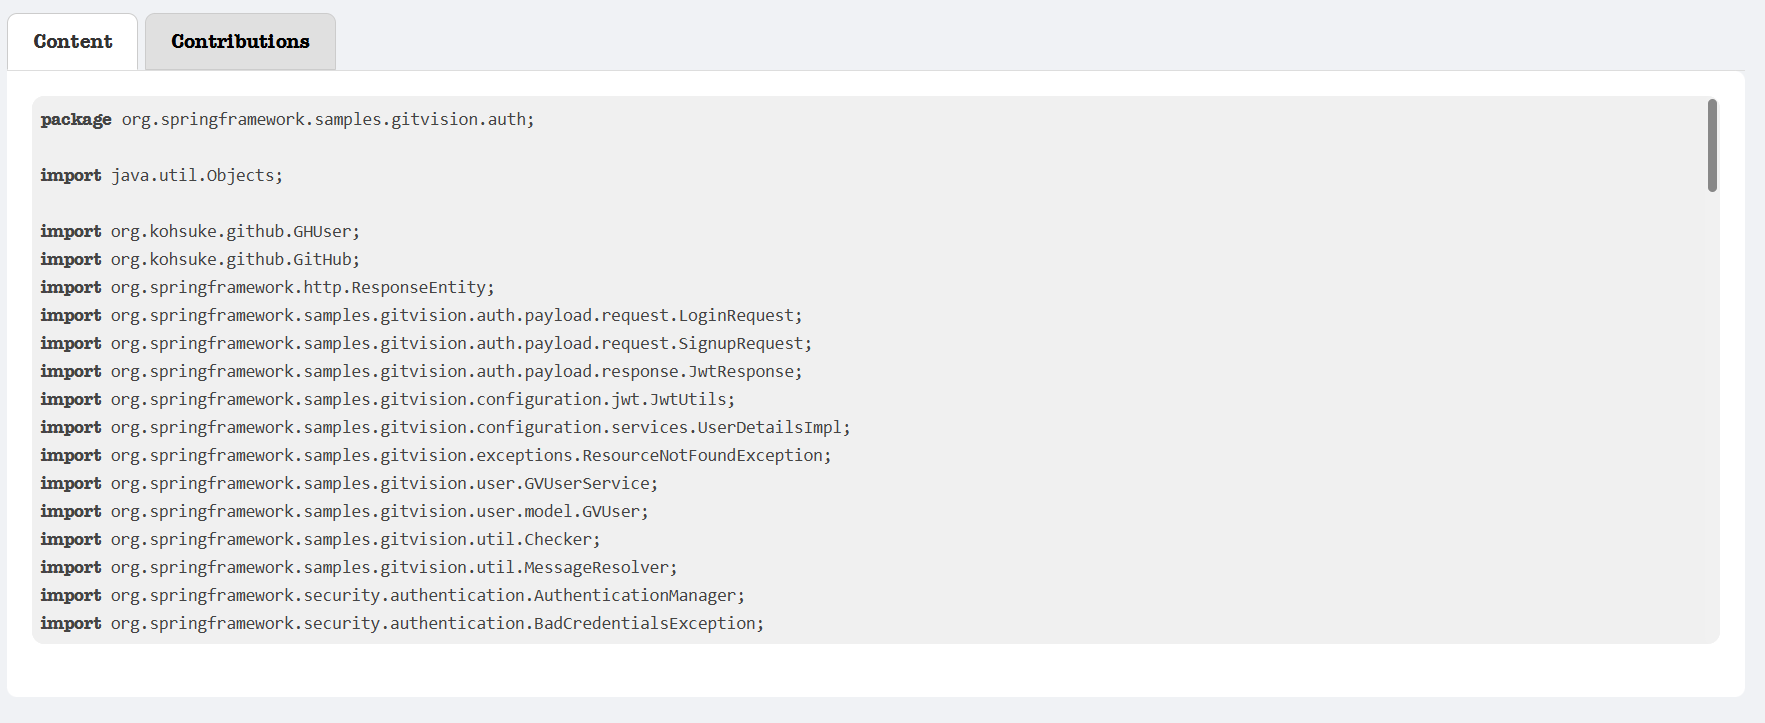 Content
Contributions
package org.springframework.samples.gitvision.auth;
import java.util.Objects;
import org.kohsuke.github.GHUser;
import org.kohsuke.github.GitHub;
import org.springframework.http.ResponseEntity;
import org.springframework.samples.gitvision.auth.payload.request.LoginRequest;
import org.springframework.samples.gitvision.auth.payload.request.SignupRequest;
import org.springframework.samples.gitvision.auth.payload.response.JwtResponse;
import org.springframework.samples.gitvision.configuration.jwt.JwtUtils;
import org.springframework.samples.gitvision.configuration.services.UserDetailsImpl;
import org.springframework.samples.gitvision.exceptions.ResourceNotFoundException;
import org.springframework.samples.gitvision.user.GVUserService;
import org.springframework.samples.gitvision.user.model.GVUser;
import org.springframework.samples.gitvision.util.Checker;
import org.springframework.samples.gitvision.util.MessageResolver;
import org.springframework.security.authentication.AuthenticationManager;
import org.springframework.security.authentication.BadCredentialsException;